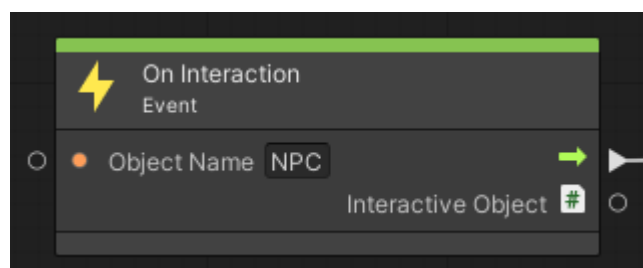 On Interaction
Event
Object Name NPC
Interactive Object #